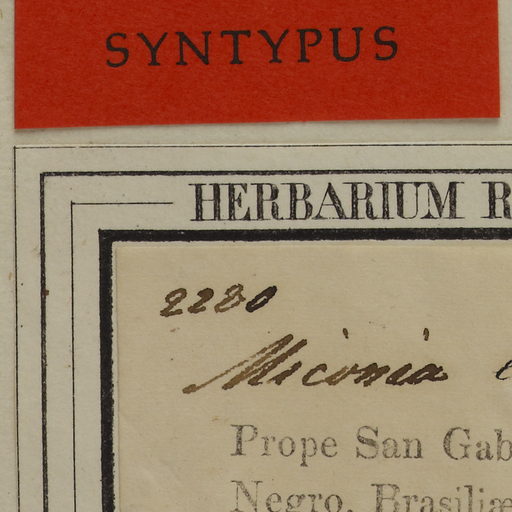 SYNTYPUS
HERBARIUM R
2280
Miconia
Prope San Gab
Negro, Brasiliæ